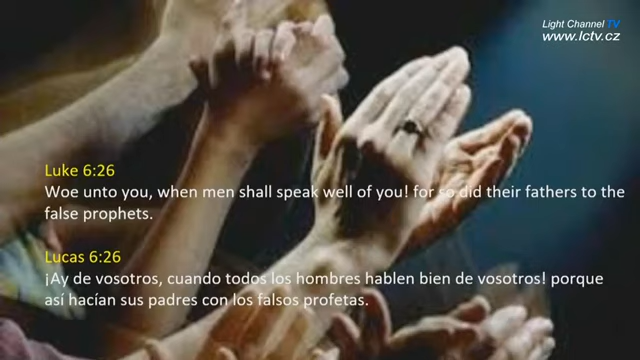 Light Channel TV
www.lctv.cz
Luke 6:26
Woe unto you, when men shall speak well of you! for so did their fathers to the
false prophets.
Lucas 6:26
¡Ay de vosotros, cuando todos los hombres hablen bien de vosotros! porque
así hacían sus padres con los falsos profetas.